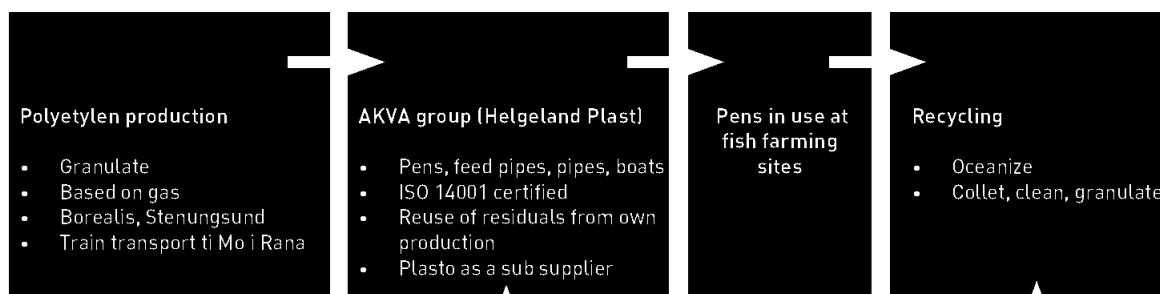 Polyetylen production
• Granulate
• Based on gas
• Borealis, Stenungsund
• Train transport ti Mo i Rana
AKVA group (Helgeland Plast)
• Pens, feed pipes, pipes, boats
• ISO 14001 certified
• Reuse of residuals from own
production
• Plasto as a sub supplier
Pens in use at
fish farming
sites
Recycling
• Oceanize
• Collet, clean, granulate